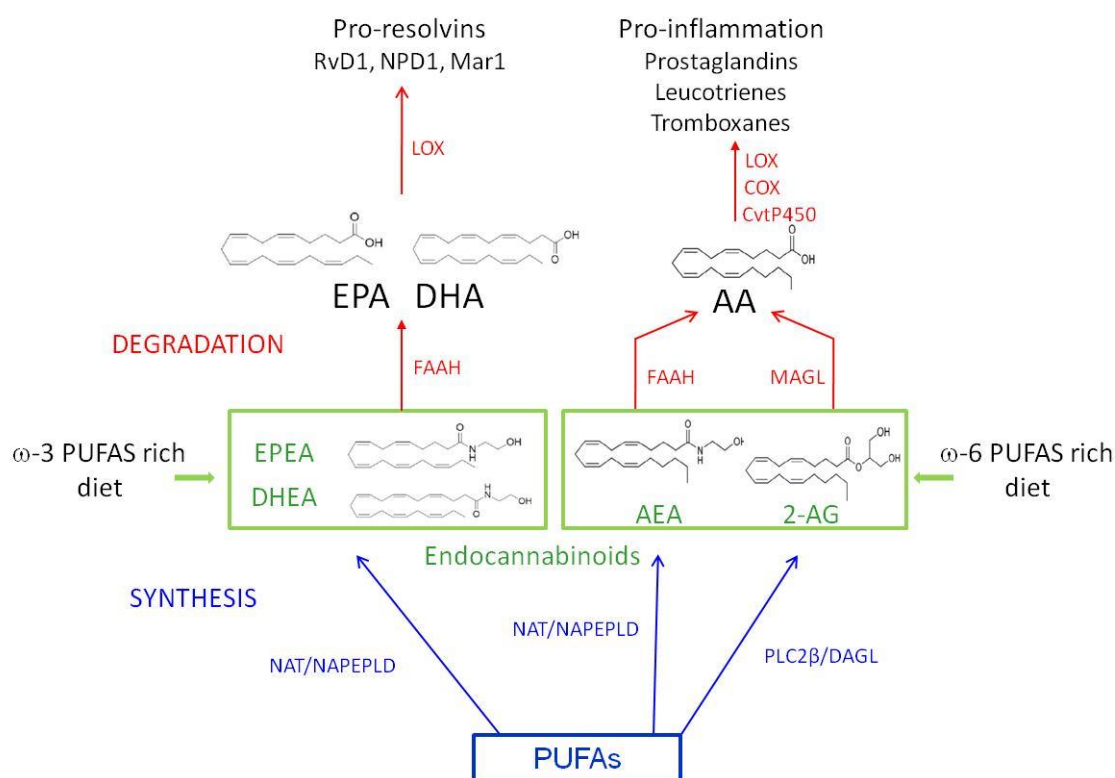 Pro-resolvins
RvD1, NPD1, Mar1
Pro-inflammation
Prostaglandins
Leucotrienes
Tromboxanes
LOX
LOX
COX
CytP450
O
OH
OH
O
O
OH
EPA DHA
AA
DEGRADATION
FAAH
FAAH
MAGL
ω-3 PUFAS rich
diet
EPEA
O
N
H
OH
DHEA
H
N
O
OH
O
N
H
OH
AEA
O
O
OH
OH
2-AG
ω-6 PUFAS rich
diet
Endocannabinoids
SYNTHESIS
NAT/NAPEPLD
NAT/NAPEPLD
PLC2β/DAGL
PUFAs